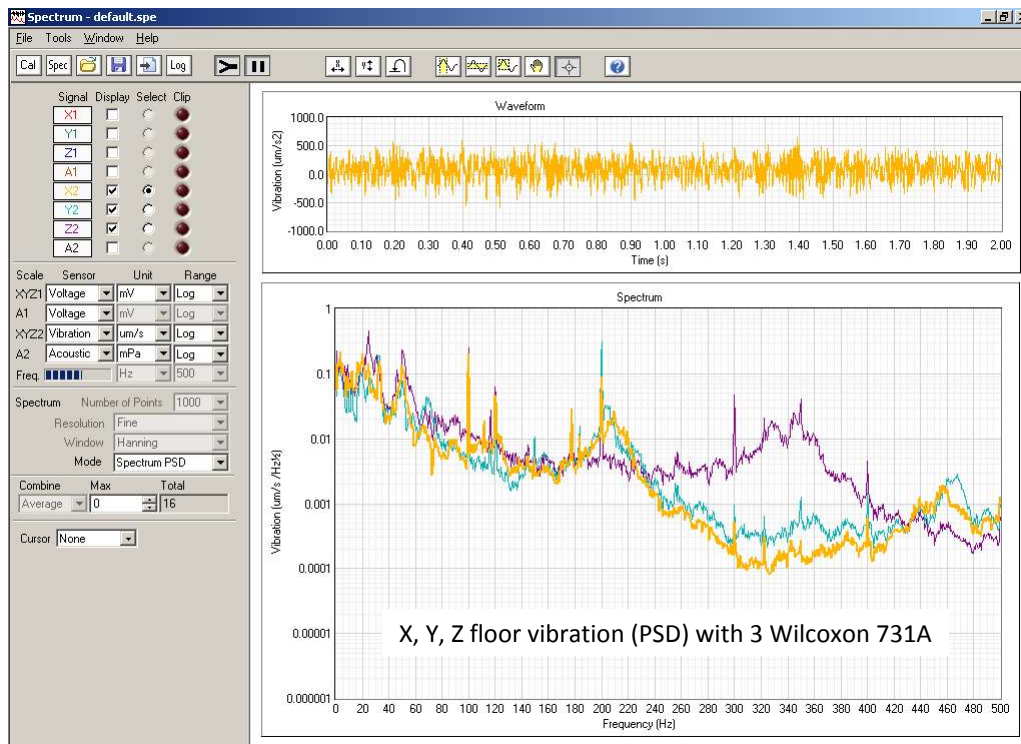 Spectrum - default.spe
File Tools Window Help
Cal Spec Log
Signal Display Select Clip
X1
Y1
Z1
A1
X2
Y2
Z2
A2
Scale Sensor Unit Range
XYZ1 Voltage mV Log
A1 Voltage mV Log
XYZ2 Vibration um/s Log
A2 Acoustic mPa Log
Freq. Hz 500
Spectrum Number of Points 1000
Resolution Fine
Window Hanning
Mode Spectrum PSD
Combine Max Total
Average 0 16
Cursor None
Waveform
Vibration (um/s2)
1000.0
500.0
0.0
-500.0
-1000.0
0.00 0.10 0.20 0.30 0.40 0.50 0.60 0.70 0.80 0.90 1.00 1.10 1.20 1.30 1.40 1.50 1.60 1.70 1.80 1.90 2.00
Time (s)
Spectrum
Vibration (um/s /Hz½)
1
0.1
0.01
0.001
0.0001
0.00001
0.000001
X, Y, Z floor vibration (PSD) with 3 Wilcoxon 731A
0 20 40 60 80 100 120 140 160 180 200 220 240 260 280 300 320 340 360 380 400 420 440 460 480 500
Frequency (Hz)